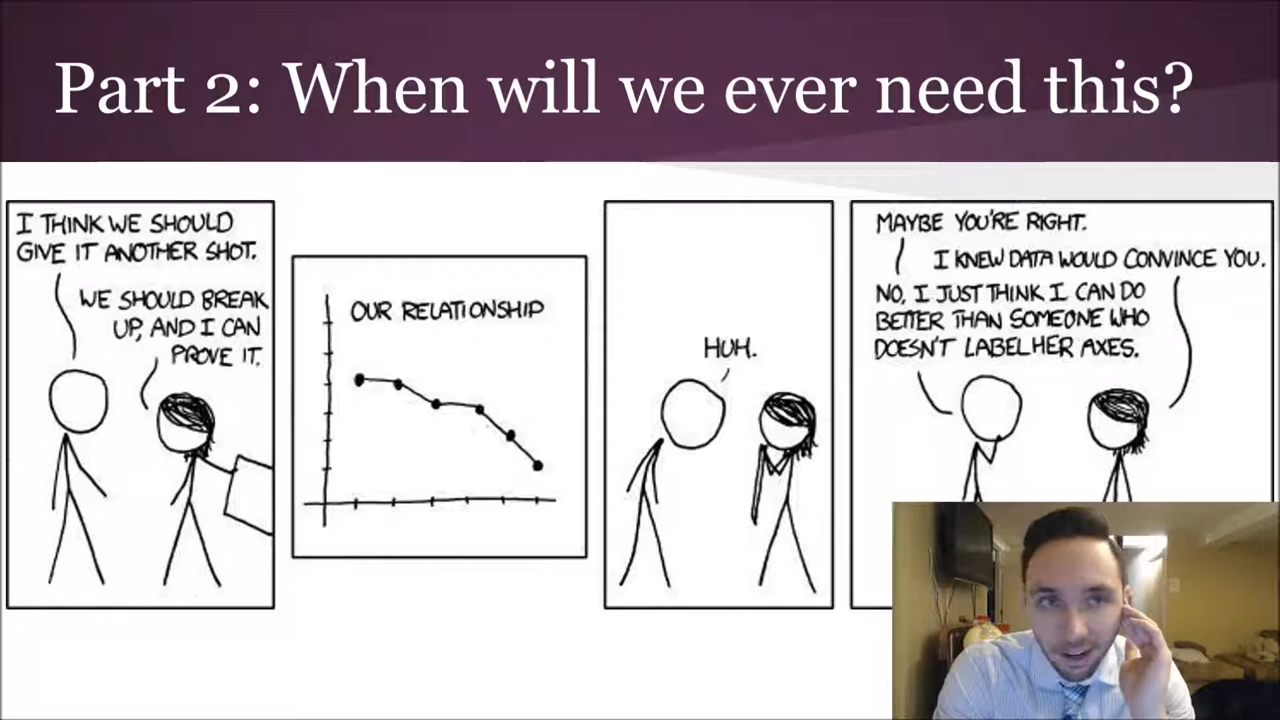 Part 2: When will we ever need this?
I THINK WE SHOULD
GIVE IT ANOTHER SHOT.
WE SHOULD BREAK
UP, AND I CAN
PROVE IT.
OUR RELATIONSHIP
HUH.
MAYBE YOU'RE RIGHT.
I KNEW DATA WOULD CONVINCE YOU.
NO, I JUST THINK I CAN DO
BETTER THAN SOMEONE WHO
DOESN'T LABEL HER AXES.